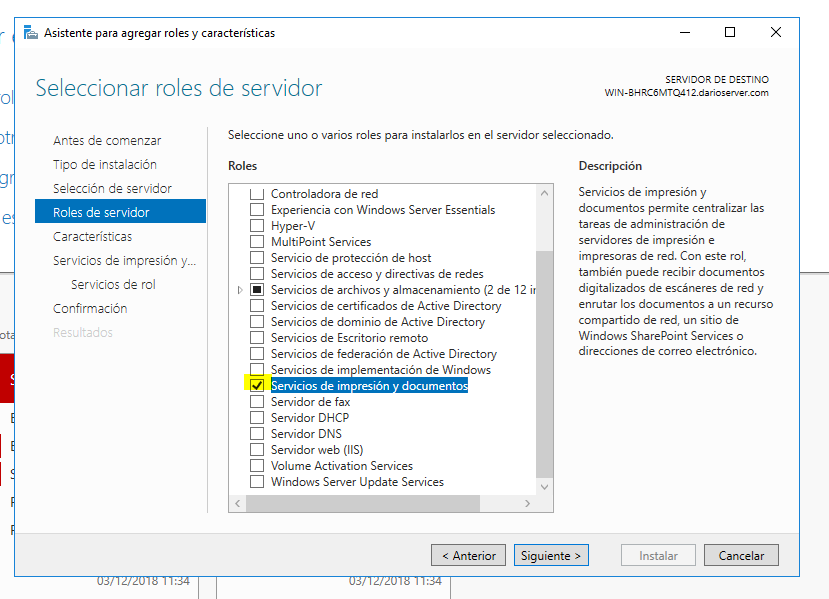 Asistente para agregar roles y características
Seleccionar roles de servidor
SERVIDOR DE DESTINO
WIN-BHRC6MTQ412.darioserver.com
Antes de comenzar
Tipo de instalación
Selección de servidor
Roles de servidor
Características
Servicios de impresión y...
Servicios de rol
Confirmación
Resultados
Seleccione uno o varios roles para instalarlos en el servidor seleccionado.
Roles
Controladora de red
Experiencia con Windows Server Essentials
Hyper-V
MultiPoint Services
Servicio de protección de host
Servicios de acceso y directivas de redes
Servicios de archivos y almacenamiento (2 de 12 in
Servicios de certificados de Active Directory
Servicios de dominio de Active Directory
Servicios de Escritorio remoto
Servicios de federación de Active Directory
Servicios de implementación de Windows
Servicios de impresión y documentos
Servidor de fax
Servidor DHCP
Servidor DNS
Servidor web (IIS)
Volume Activation Services
Windows Server Update Services
Descripción
Servicios de impresión y
documentos permite centralizar las
tareas de administración de
servidores de impresión e
impresoras de red. Con este rol,
también puede recibir documentos
digitalizados de escáneres de red y
enrutar los documentos a un recurso
compartido de red, un sitio de
Windows SharePoint Services o
direcciones de correo electrónico.
< Anterior
Siguiente >
Instalar
Cancelar
03/12/2018 11:34
03/12/2018 11:34